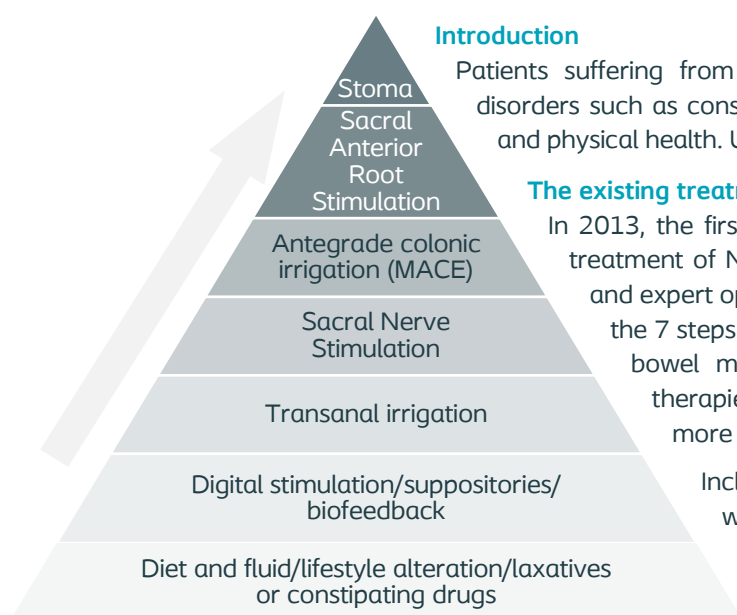 Stoma
Sacral
Anterior
Root
Stimulation
Antegrade colonic
irrigation (MACE)
Sacral Nerve
Stimulation
Transanal irrigation
Digital stimulation/suppositories/
biofeedback
Diet and fluid/lifestyle alteration/laxatives
or constipating drugs
Introduction
Patients suffering from
disorders such as cons
and physical health. U
The existing treat
In 2013, the firs
treatment of N
and expert op
the 7 steps
bowel m
therapie
more
Incl
w